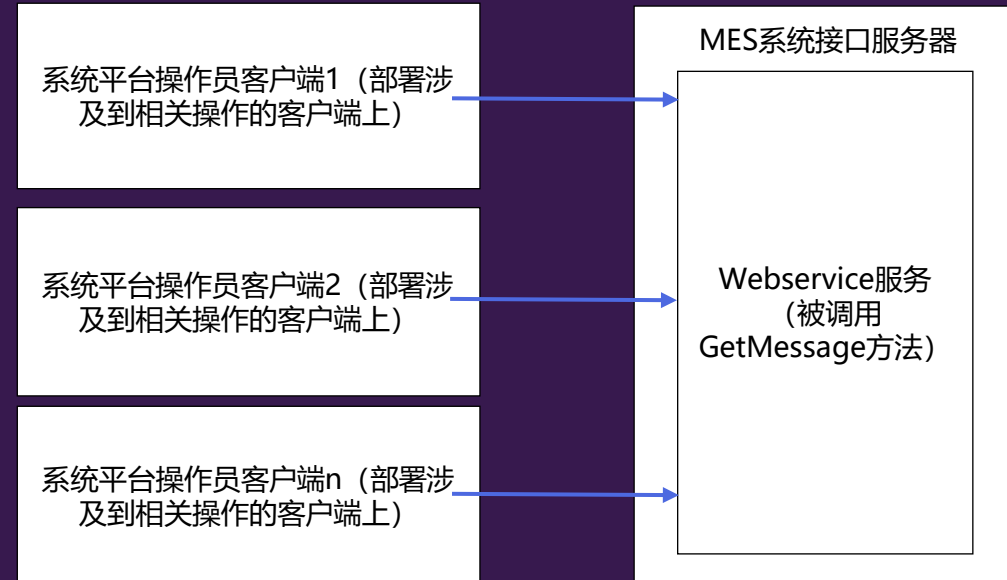 系统平台操作员客户端1（部署涉
及到相关操作的客户端上）
MES系统接口服务器
系统平台操作员客户端2（部署涉
及到相关操作的客户端上）
Webservice服务
（被调用
GetMessage方法）
系统平台操作员客户端n（部署涉
及到相关操作的客户端上）